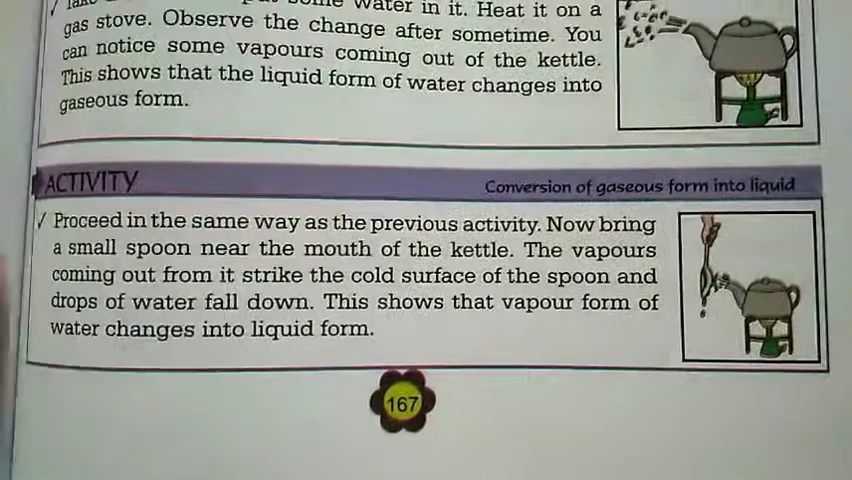 Take some water in it. Heat it on a
gas stove. Observe the change after sometime. You
can notice some vapours coming out of the kettle.
This shows that the liquid form of water changes into
gaseous form.
ACTIVITY
Conversion of gaseous form into liquid
✓ Proceed in the same way as the previous activity. Now bring
a small spoon near the mouth of the kettle. The vapours
coming out from it strike the cold surface of the spoon and
drops of water fall down. This shows that vapour form of
water changes into liquid form.
167